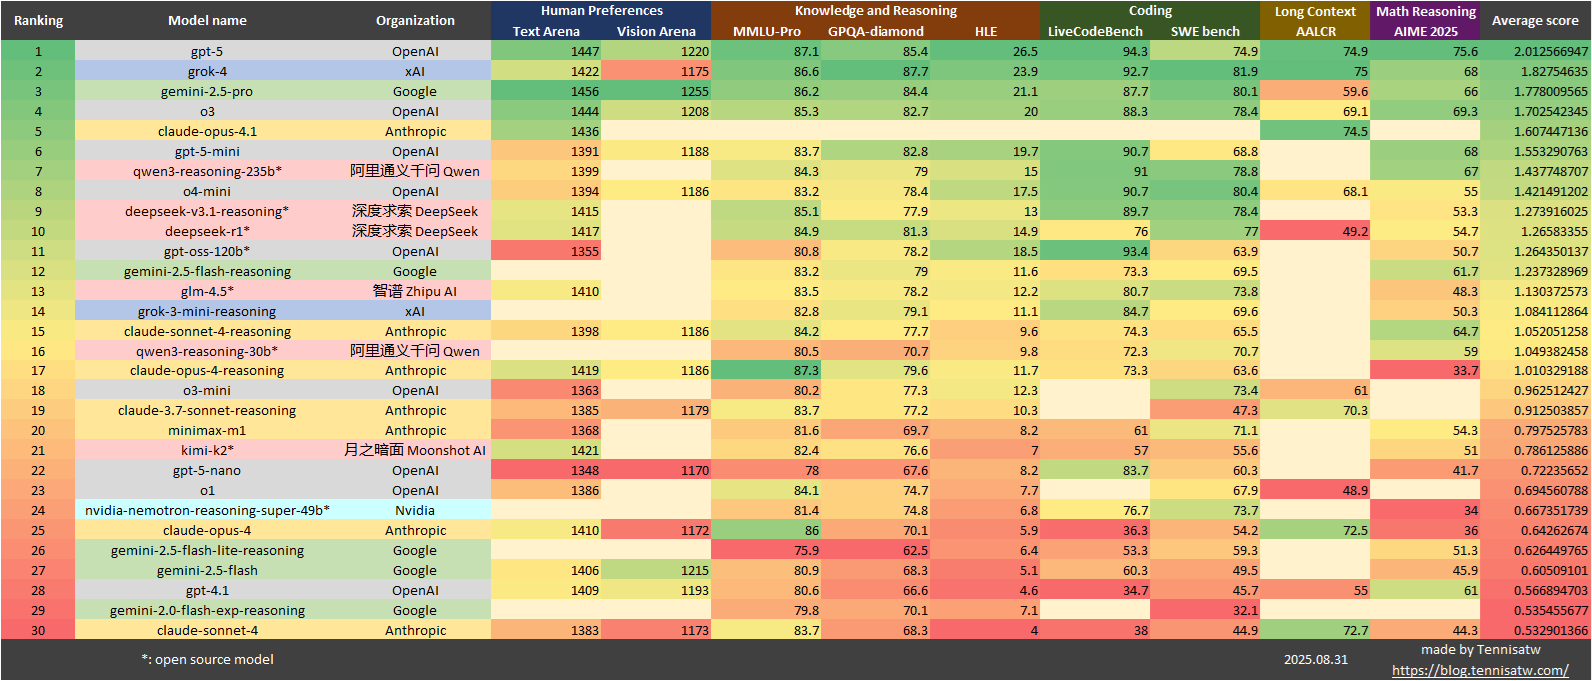 Ranking Model name Organization Human Preferences Knowledge and Reasoning Coding Long Context Math Reasoning Average score
Text Arena Vision Arena MMLU-Pro GPQA-diamond HLE LiveCodeBench SWE bench AALCR AIME 2025
1 gpt-5 OpenAI 1447 1220 87.1 85.4 26.5 94.3 74.9 74.9 75.6 2.012566947
2 grok-4 xAI 1422 1175 86.6 87.7 23.9 92.7 81.9 75 68 1.82754635
3 gemini-2.5-pro Google 1456 1255 86.2 84.4 21.1 87.7 80.1 59.6 66 1.778009565
4 o3 OpenAI 1444 1208 85.3 82.7 20 88.3 78.4 69.1 69.3 1.702542345
5 claude-opus-4.1 Anthropic 1436 74.5 1.607447136
6 gpt-5-mini OpenAI 1391 1188 83.7 82.8 19.7 90.7 68.8 68 1.553290763
7 qwen3-reasoning-235b* 阿里通义千问 Qwen 1399 84.3 79 15 91 78.8 67 1.437748707
8 o4-mini OpenAI 1394 1186 83.2 78.4 17.5 90.7 80.4 68.1 55 1.421491202
9 deepseek-v3.1-reasoning* 深度求索 DeepSeek 1415 85.1 77.9 13 89.7 78.4 53.3 1.273916025
10 deepseek-r1* 深度求索 DeepSeek 1417 84.9 81.3 14.9 76 77 49.2 54.7 1.26583355
11 gpt-oss-120b* OpenAI 1355 80.8 78.2 18.5 93.4 63.9 50.7 1.264350137
12 gemini-2.5-flash-reasoning Google 83.2 79 11.6 73.3 69.5 61.7 1.237328969
13 glm-4.5* 智谱 Zhipu AI 1410 83.5 78.2 12.2 80.7 73.8 48.3 1.130372573
14 grok-3-mini-reasoning xAI 82.8 79.1 11.1 84.7 69.6 50.3 1.084112864
15 claude-sonnet-4-reasoning Anthropic 1398 1186 84.2 77.7 9.6 74.3 65.5 64.7 1.052051258
16 qwen3-reasoning-30b* 阿里通义千问 Qwen 80.5 70.7 9.8 72.3 70.7 59 1.049382458
17 claude-opus-4-reasoning Anthropic 1419 1186 87.3 79.6 11.7 73.3 63.6 33.7 1.010329188
18 o3-mini OpenAI 1363 80.2 77.3 12.3 73.4 61 0.962512427
19 claude-3.7-sonnet-reasoning Anthropic 1385 1179 83.7 77.2 10.3 47.3 70.3 0.912503857
20 minimax-m1 Anthropic 1368 81.6 69.7 8.2 61 71.1 54.3 0.797525783
21 kimi-k2* 月之暗面 Moonshot AI 1421 82.4 76.6 7 57 55.6 51 0.786125886
22 gpt-5-nano OpenAI 1348 1170 78 67.6 8.2 83.7 60.3 41.7 0.72235652
23 o1 OpenAI 1386 84.1 74.7 7.7 67.9 48.9 0.694560788
24 nvidia-nemotron-reasoning-super-49b* Nvidia 81.4 74.8 6.8 76.7 73.7 34 0.667351739
25 claude-opus-4 Anthropic 1410 1172 86 70.1 5.9 36.3 54.2 72.5 36 0.64262674
26 gemini-2.5-flash-lite-reasoning Google 75.9 62.5 6.4 53.3 59.3 51.3 0.626449765
27 gemini-2.5-flash Google 1406 1215 80.9 68.3 5.1 60.3 49.5 45.9 0.60509101
28 gpt-4.1 OpenAI 1409 1193 80.6 66.6 4.6 34.7 45.7 55 61 0.566894703
29 gemini-2.0-flash-exp-reasoning Google 79.8 70.1 7.1 32.1 0.535455677
30 claude-sonnet-4 Anthropic 1383 1173 83.7 68.3 4 38 44.9 72.7 44.3 0.532901366
*: open source model 2025.08.31 made by Tennisatw
https://blog.tennisatw.com/